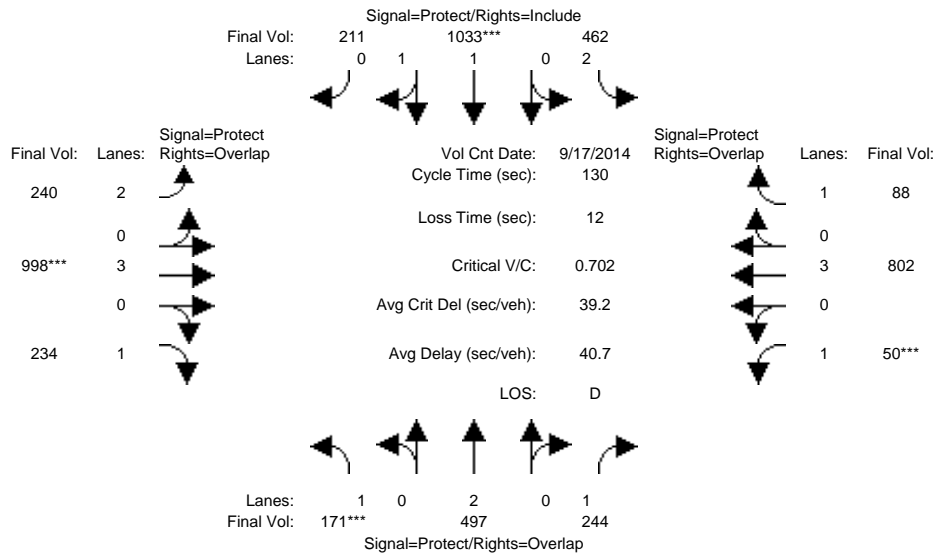 Signal=Protect/Rights=Include
Final Vol: 211 1033*** 462
Lanes: 0 1 1 0 2
Signal=Protect Signal=Protect
Final Vol: Lanes: Rights=Overlap Vol Cnt Date: 9/17/2014 Rights=Overlap Lanes: Final Vol:
Cycle Time (sec): 130
240 2 1 88
Loss Time (sec): 12
0 0
998*** 3 Critical V/C: 0.702 3 802
0 Avg Crit Del (sec/veh): 39.2 0
234 1 Avg Delay (sec/veh): 40.7 1 50***
LOS: D
Lanes: 1 0 2 0 1
Final Vol: 171*** 497 244
Signal=Protect/Rights=Overlap